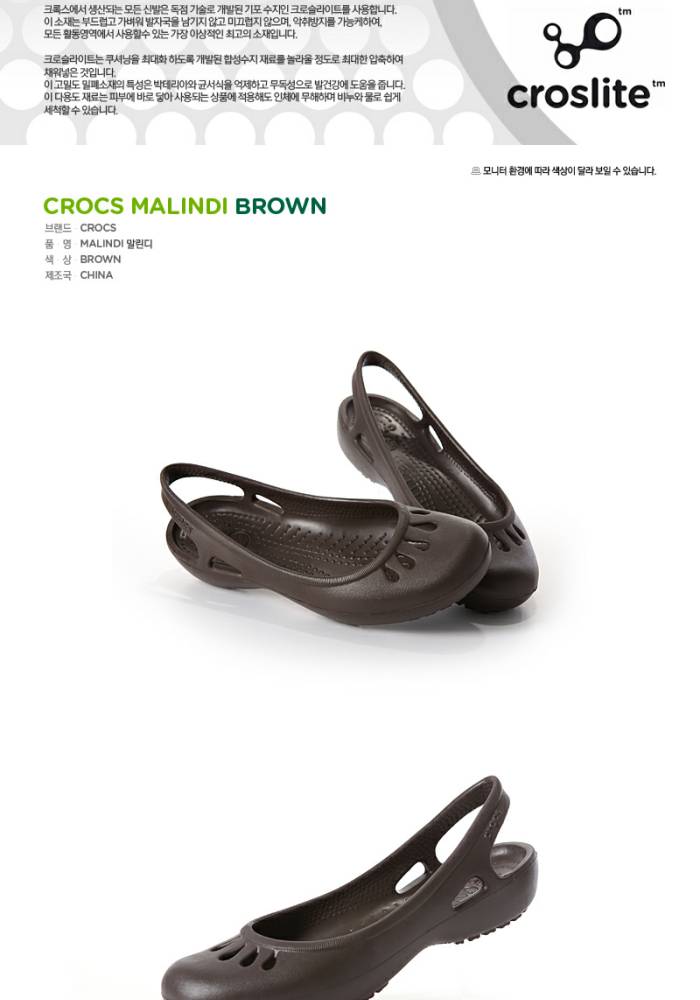 크록스에서 생산되는 모든 신발은 독점 기술로 개발된 기포 수지인 크로슬라이트를 사용합니다.
이 소재는 부드럽고 가벼워 발자국을 남기지 않고 미끄럽지 않으며, 악취방지를 가능케하여,
모든 활동영역에서 사용할수 있는 가장 이상적인 최고의 소재입니다.
크로슬라이트는 쿠셔닝을 최대화 하도록 개발된 합성수지 재료를 놀라울 정도로 최대한 압축하여
채워넣은 것입니다.
이 고밀도 밀폐소재의 특성은 박테리아와 균서식을 억제하고 무독성으로 발건강에 도움을 줍니다.
이 다용도 재료는 피부에 바로 닿아 사용되는 상품에 적용해도 인체에 무해하며 비누와 물로 쉽게
세척할 수 있습니다.
tm
croslite tm
모니터 환경에 따라 색상이 달라 보일 수 있습니다.
CROCS MALINDI BROWN
브랜드 CROCS
품 명 MALINDI 말린디
색 상 BROWN
제조국 CHINA